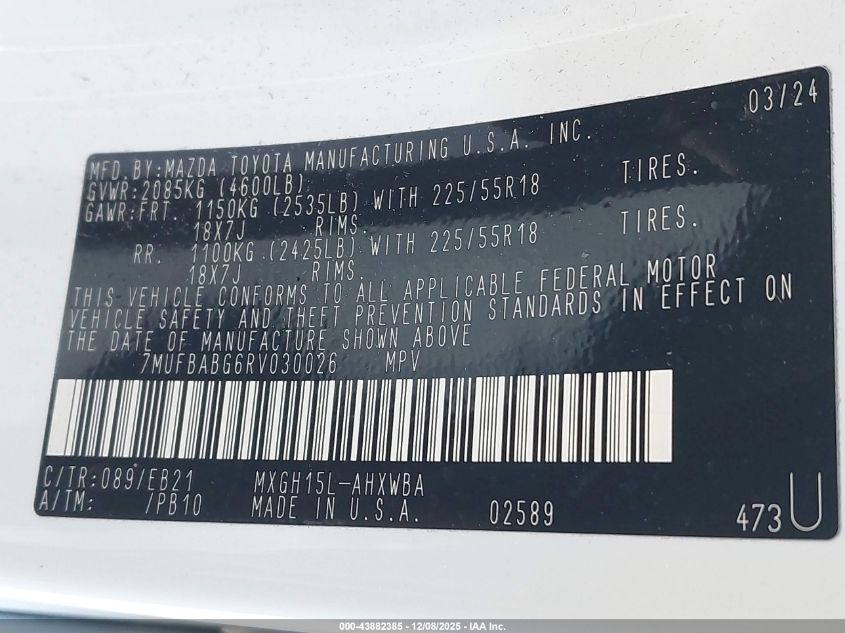 03/24
MFD.BY:MAZDA TOYOTA MANUFACTURING U.S.A. INC.
GVWR:2085KG (4600LB)
GAWR:FRT. 1150KG (2535LB) WITH 225/55R18 TIRES.
18X7J RIMS.
RR. 1100KG (2425LB) WITH 225/55R18 TIRES.
18X7J RIMS.
THIS VEHICLE CONFORMS TO ALL APPLICABLE FEDERAL MOTOR
VEHICLE SAFETY AND THEFT PREVENTION STANDARDS IN EFFECT ON
THE DATE OF MANUFACTURE SHOWN ABOVE
7MUFBABG6RV030026 MPV
C/TR:089/EB21 MXGH15L-AHXWBA
A/TM: /PB10 MADE IN U.S.A. 02589 473U
000-43882385 - 12/08/2025 - IAA Inc.